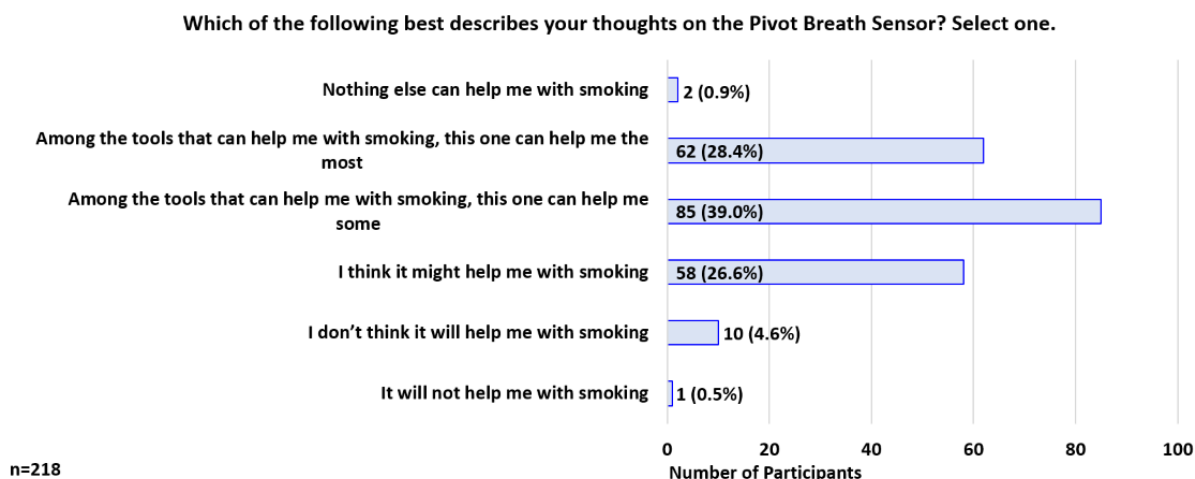 Which of the following best describes your thoughts on the Pivot Breath Sensor? Select one.
Nothing else can help me with smoking
2 (0.9%)
Among the tools that can help me with smoking, this one can help me the
most
62 (28.4%)
Among the tools that can help me with smoking, this one can help me
some
85 (39.0%)
I think it might help me with smoking
58 (26.6%)
I don’t think it will help me with smoking
10 (4.6%)
It will not help me with smoking
1 (0.5%)
0 20 40 60 80 100
Number of Participants
n=218